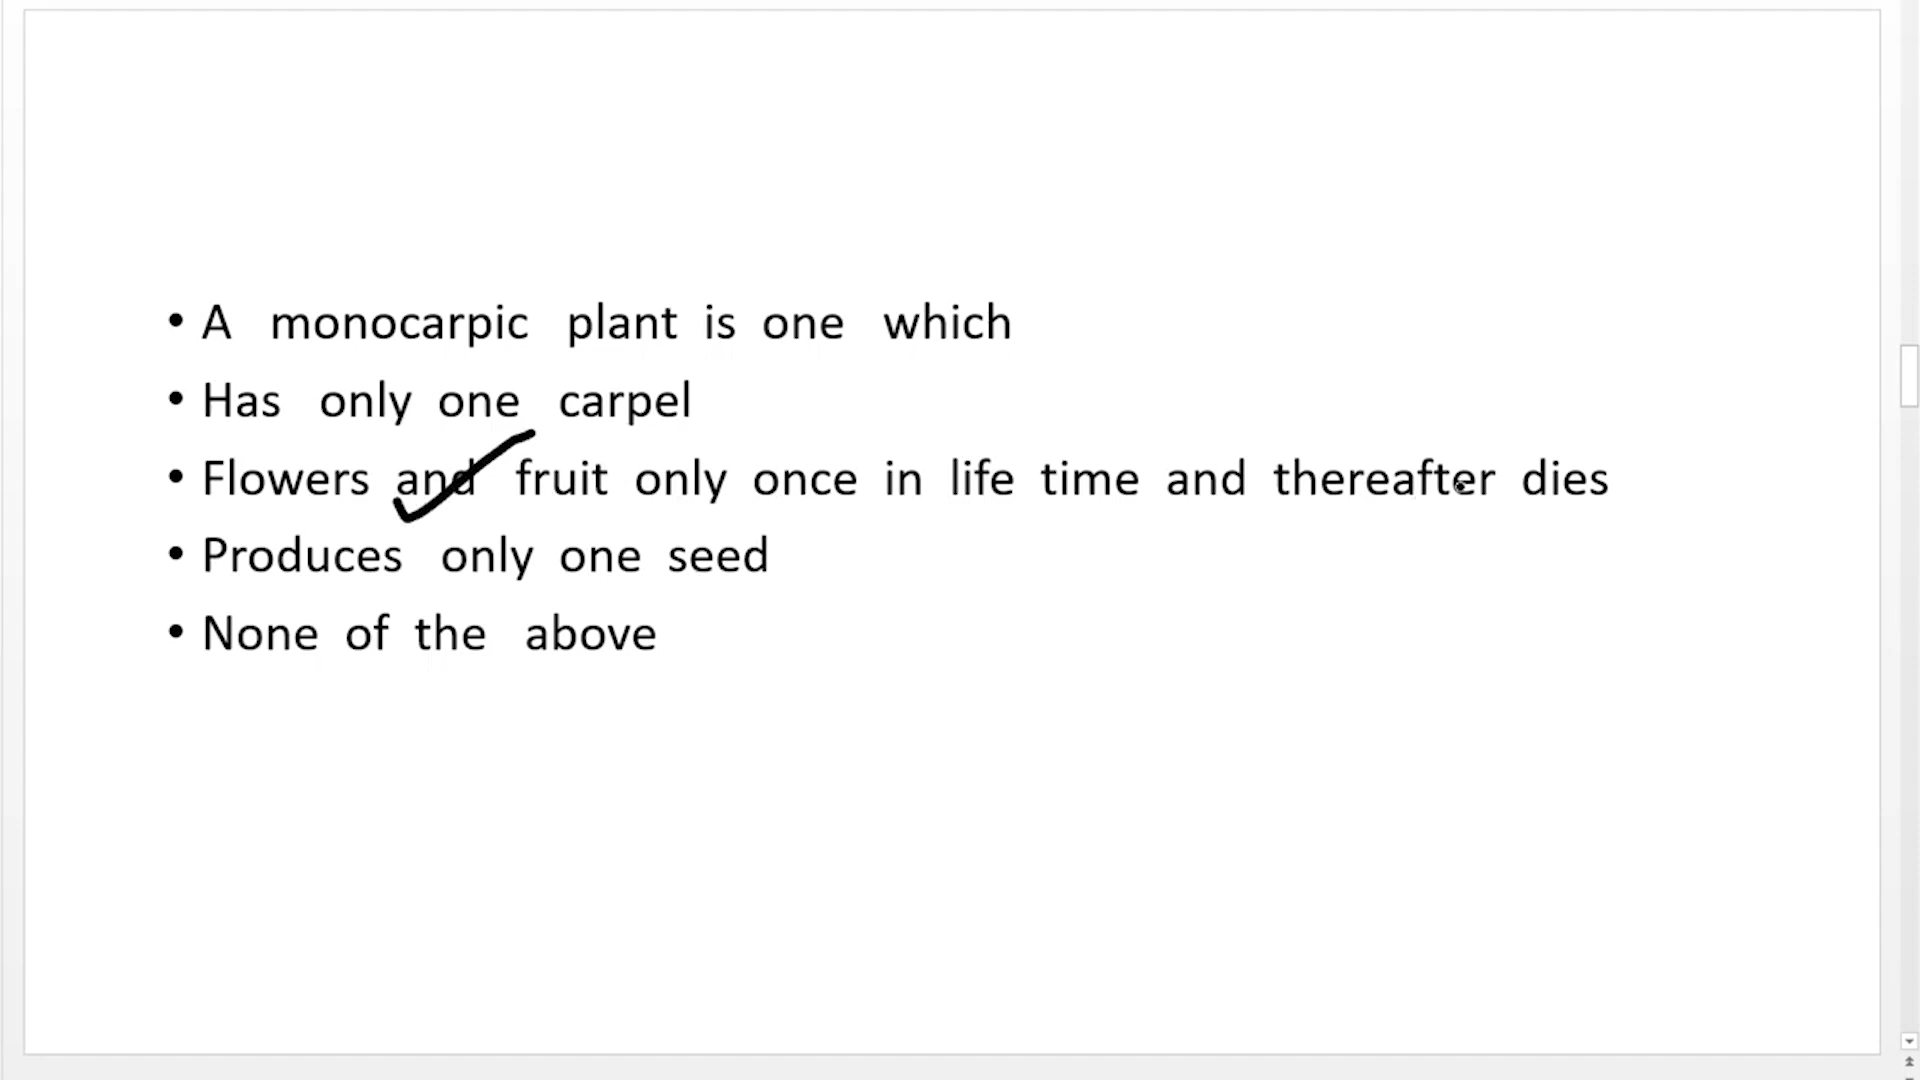 • A monocarpic plant is one which
• Has only one carpel
• Flowers and fruit only once in life time and thereafter dies
• Produces only one seed
• None of the above